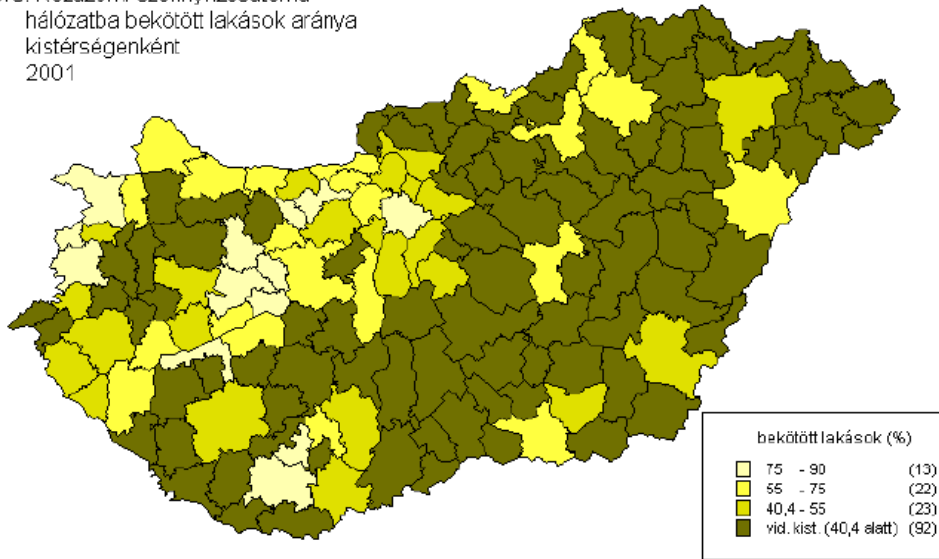 hálózatba bekötött lakások aránya
kistérségenként
2001
bekötött lakások (%)
75 - 90 (13)
55 - 75 (22)
40,4 - 55 (23)
vid. kist. (40,4 alatt) (92)